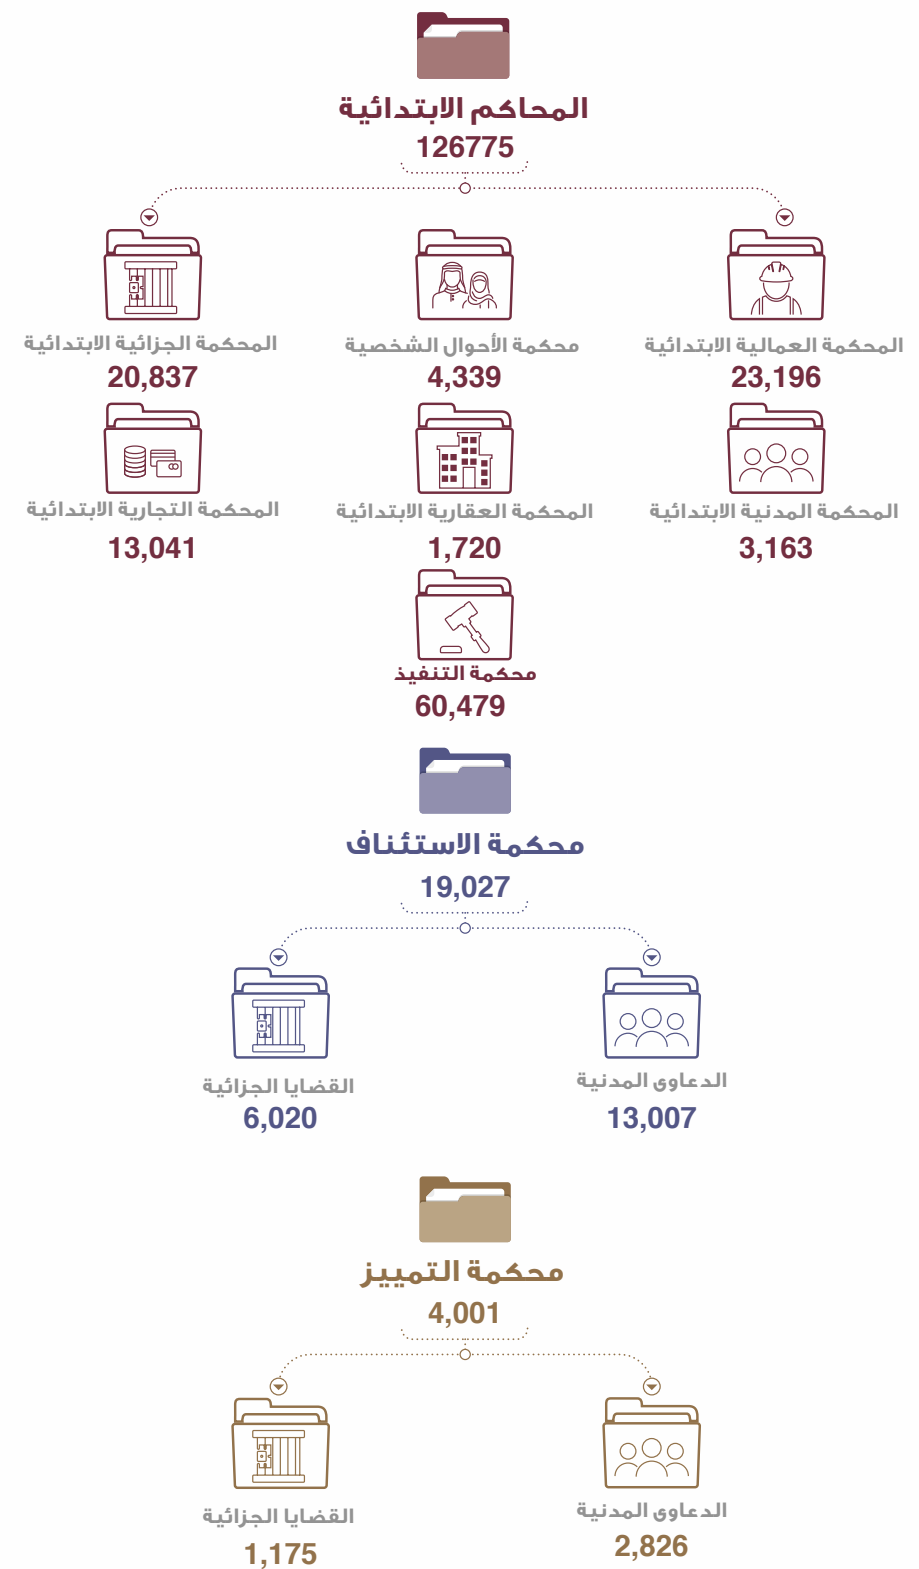 المحاكم الابتدائية
126775
المحكمة العمالية الابتدائية
23,196
محكمة الأحوال الشخصية
4,339
المحكمة الجزائية الابتدائية
20,837
المحكمة المدنية الابتدائية
3,163
المحكمة العقارية الابتدائية
1,720
المحكمة التجارية الابتدائية
13,041
محكمة التنفيذ
60,479
محكمة الاستئناف
19,027
الدعاوى المدنية
13,007
القضايا الجزائية
6,020
محكمة التمييز
4,001
الدعاوى المدنية
2,826
القضايا الجزائية
1,175